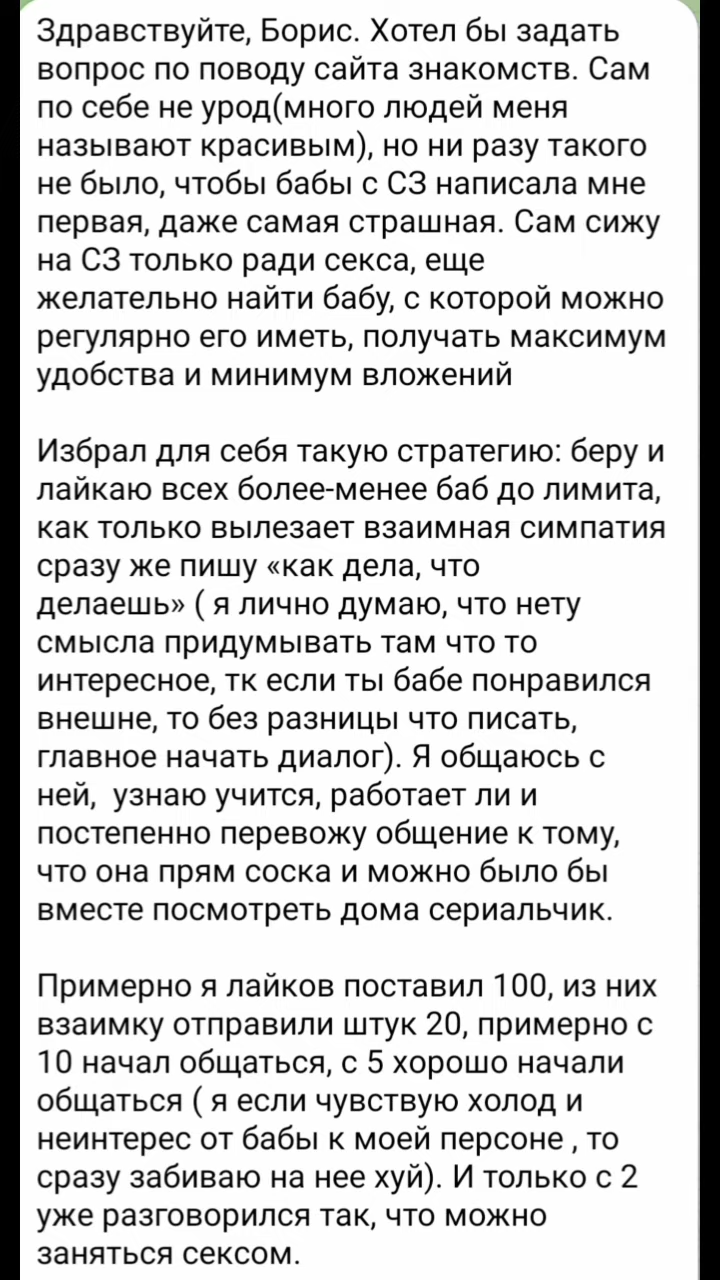 Здравствуйте, Борис. Хотел бы задать
вопрос по поводу сайта знакомств. Сам
по себе не урод(много людей меня
называют красивым), но ни разу такого
не было, чтобы бабы с СЗ написала мне
первая, даже самая страшная. Сам сижу
на СЗ только ради секса, еще
желательно найти бабу, с которой можно
регулярно его иметь, получать максимум
удобства и минимум вложений
Избрал для себя такую стратегию: беру и
лайкаю всех более-менее баб до лимита,
как только вылезает взаимная симпатия
сразу же пишу «как дела, что
делаешь» ( я лично думаю, что нету
смысла придумывать там что то
интересное, тк если ты бабе понравился
внешне, то без разницы что писать,
главное начать диалог). Я общаюсь с
ней,  узнаю учится, работает ли и
постепенно перевожу общение к тому,
что она прям соска и можно было бы
вместе посмотреть дома сериальчик.
Примерно я лайков поставил 100, из них
взаимку отправили штук 20, примерно с
10 начал общаться, с 5 хорошо начали
общаться ( я если чувствую холод и
неинтерес от бабы к моей персоне , то
сразу забиваю на нее хуй). И только с 2
уже разговорился так, что можно
заняться сексом.